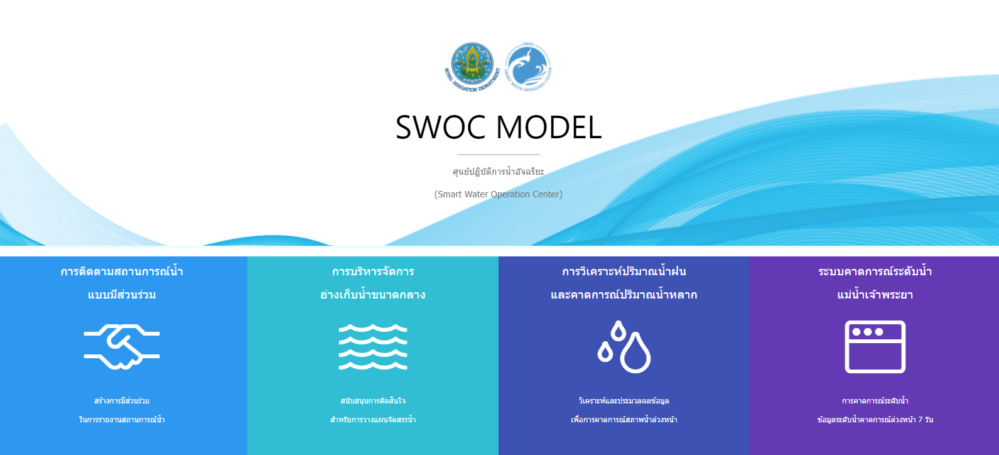 ROYAL IRRIGATION DEPARTMENT
SWOC
SMART WATER OPERATION CENTER
SWOC MODEL
ศูนย์ปฏิบัติการน้ำอัจฉริยะ
(Smart Water Operation Center)
การติดตามสถานการณ์น้ำ
แบบมีส่วนร่วม
สร้างการมีส่วนร่วม
ในการรายงานสถานการณ์น้ำ
การบริหารจัดการ
อ่างเก็บน้ำขนาดกลาง
สนับสนุนการตัดสินใจ
สำหรับการวางแผนจัดสรรน้ำ
การวิเคราะห์ปริมาณน้ำฝน
และคาดการณ์ปริมาณน้ำหลาก
วิเคราะห์และประมวลผลข้อมูล
เพื่อการคาดการณ์สภาพน้ำล่วงหน้า
ระบบคาดการณ์ระดับน้ำ
แม่น้ำเจ้าพระยา
การคาดการณ์ระดับน้ำ
ข้อมูลระดับน้ำคาดการณ์ล่วงหน้า 7 วัน